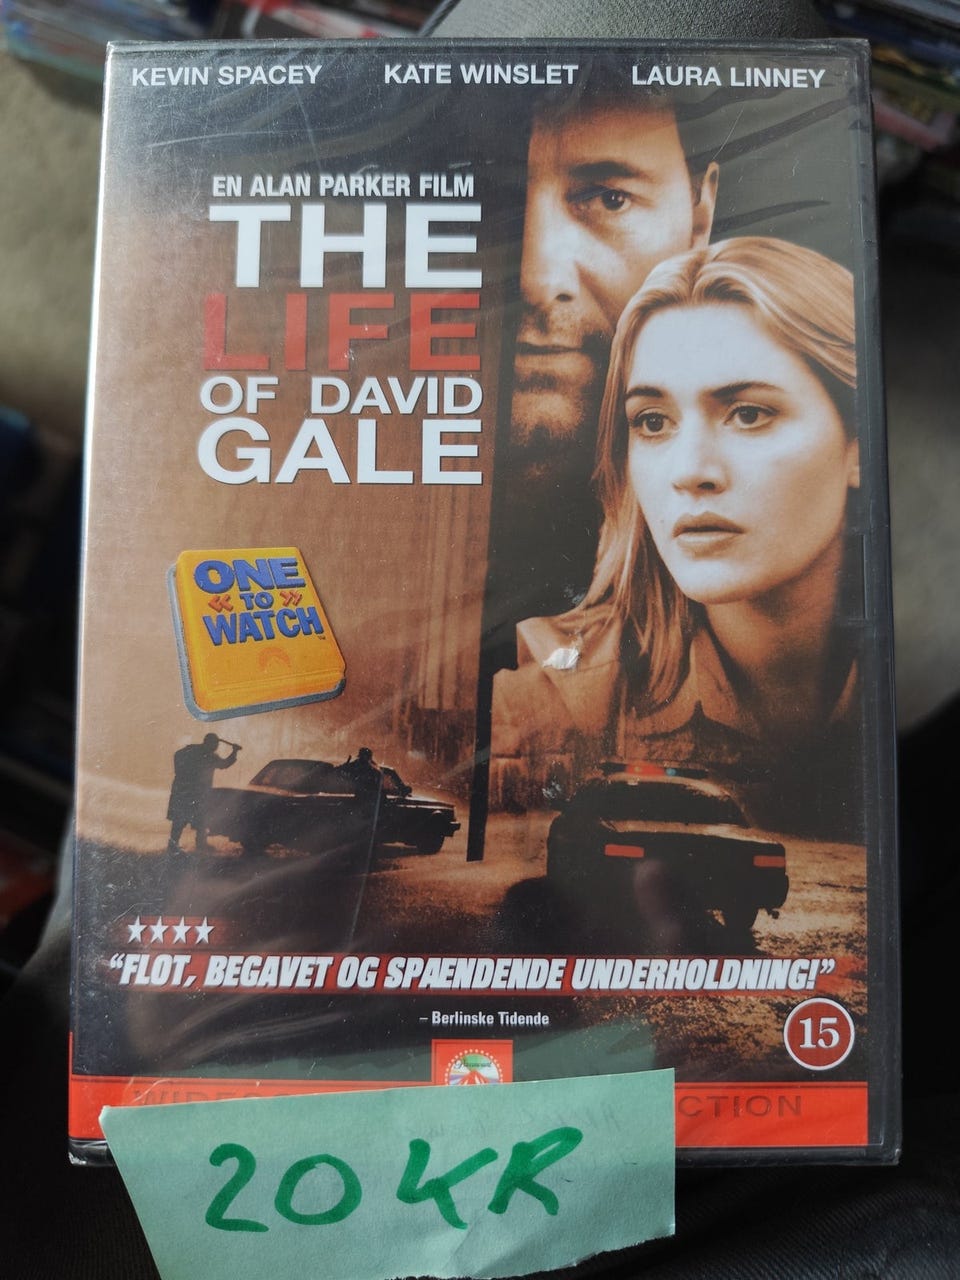 KEVIN SPACEY KATE WINSLET LAURA LINNEY
EN ALAN PARKER FILM
THE
LIFE
OF DAVID
GALE
ONE
« TO »
WATCH
★★★★
“FLOT, BEGAVET OG SPÆNDENDE UNDERHOLDNING!”
– Berlinske Tidende
15
Paramount
20 KR